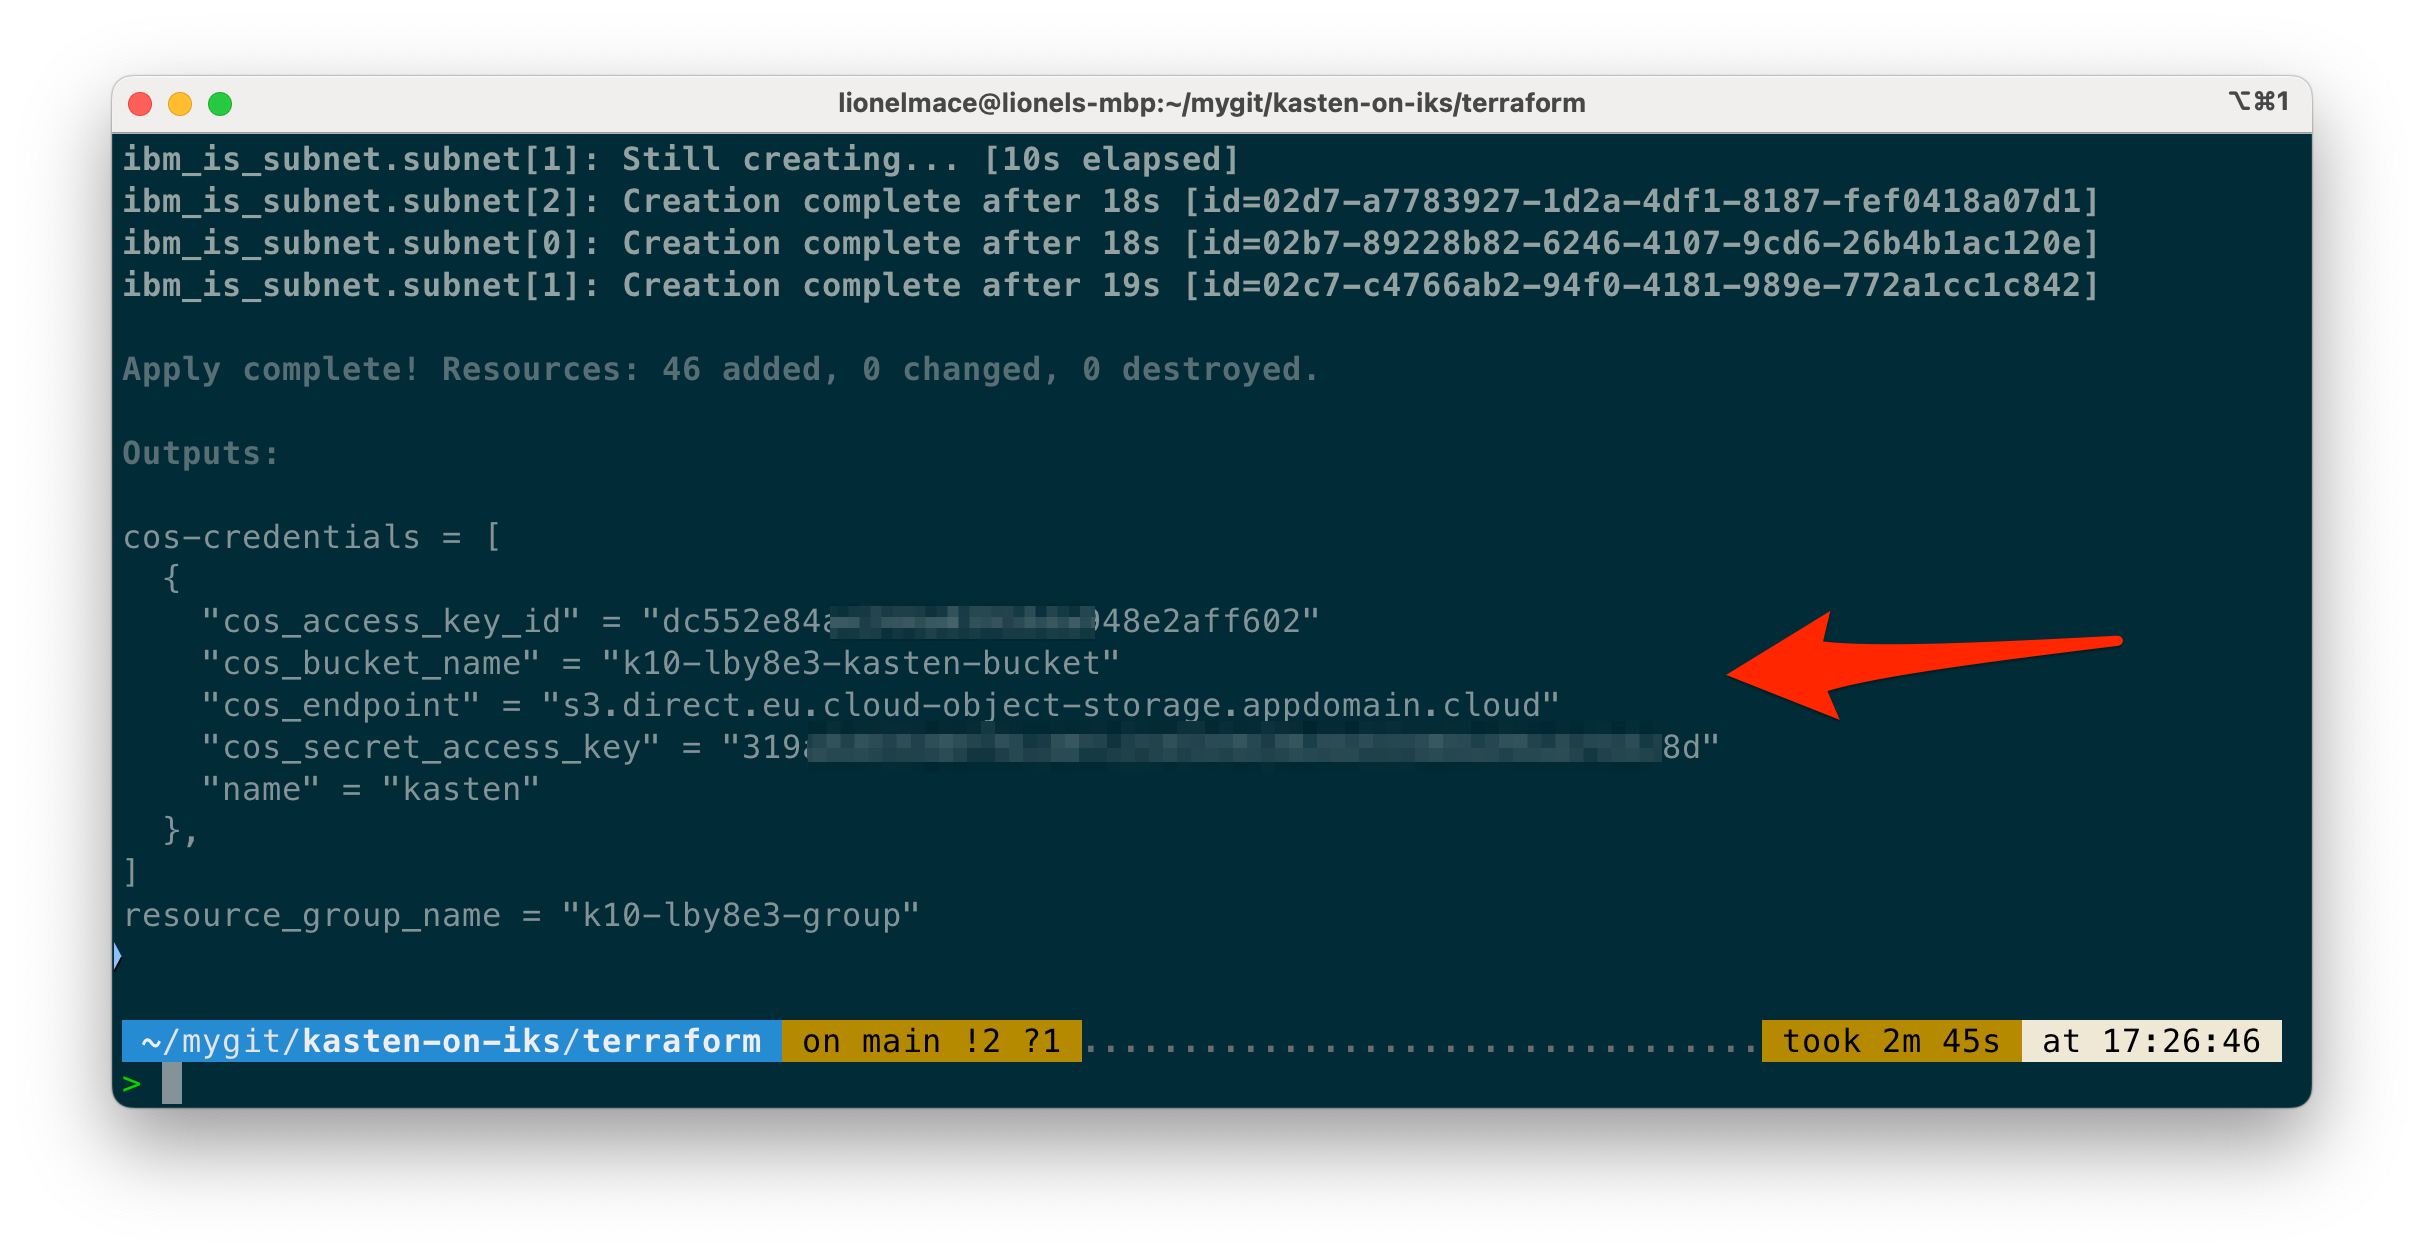 lionelmace@lionels-mbp:~/mygit/kasten-on-iks/terraform
⌥⌘1
ibm_is_subnet.subnet[1]: Still creating... [10s elapsed]
ibm_is_subnet.subnet[2]: Creation complete after 18s [id=02d7-a7783927-1d2a-4df1-8187-fef0418a07d1]
ibm_is_subnet.subnet[0]: Creation complete after 18s [id=02b7-89228b82-6246-4107-9cd6-26b4b1ac120e]
ibm_is_subnet.subnet[1]: Creation complete after 19s [id=02c7-c4766ab2-94f0-4181-989e-772a1cc1c842]
Apply complete! Resources: 46 added, 0 changed, 0 destroyed.
Outputs:
cos-credentials = [
  {
    "cos_access_key_id" = "dc552e84 948e2aff602"
    "cos_bucket_name" = "k10-lby8e3-kasten-bucket"
    "cos_endpoint" = "s3.direct.eu.cloud-object-storage.appdomain.cloud"
    "cos_secret_access_key" = "319 8d"
    "name" = "kasten"
  },
]
resource_group_name = "k10-lby8e3-group"
~/mygit/kasten-on-iks/terraform on main !2 ?1 .................................. took 2m 45s at 17:26:46
>